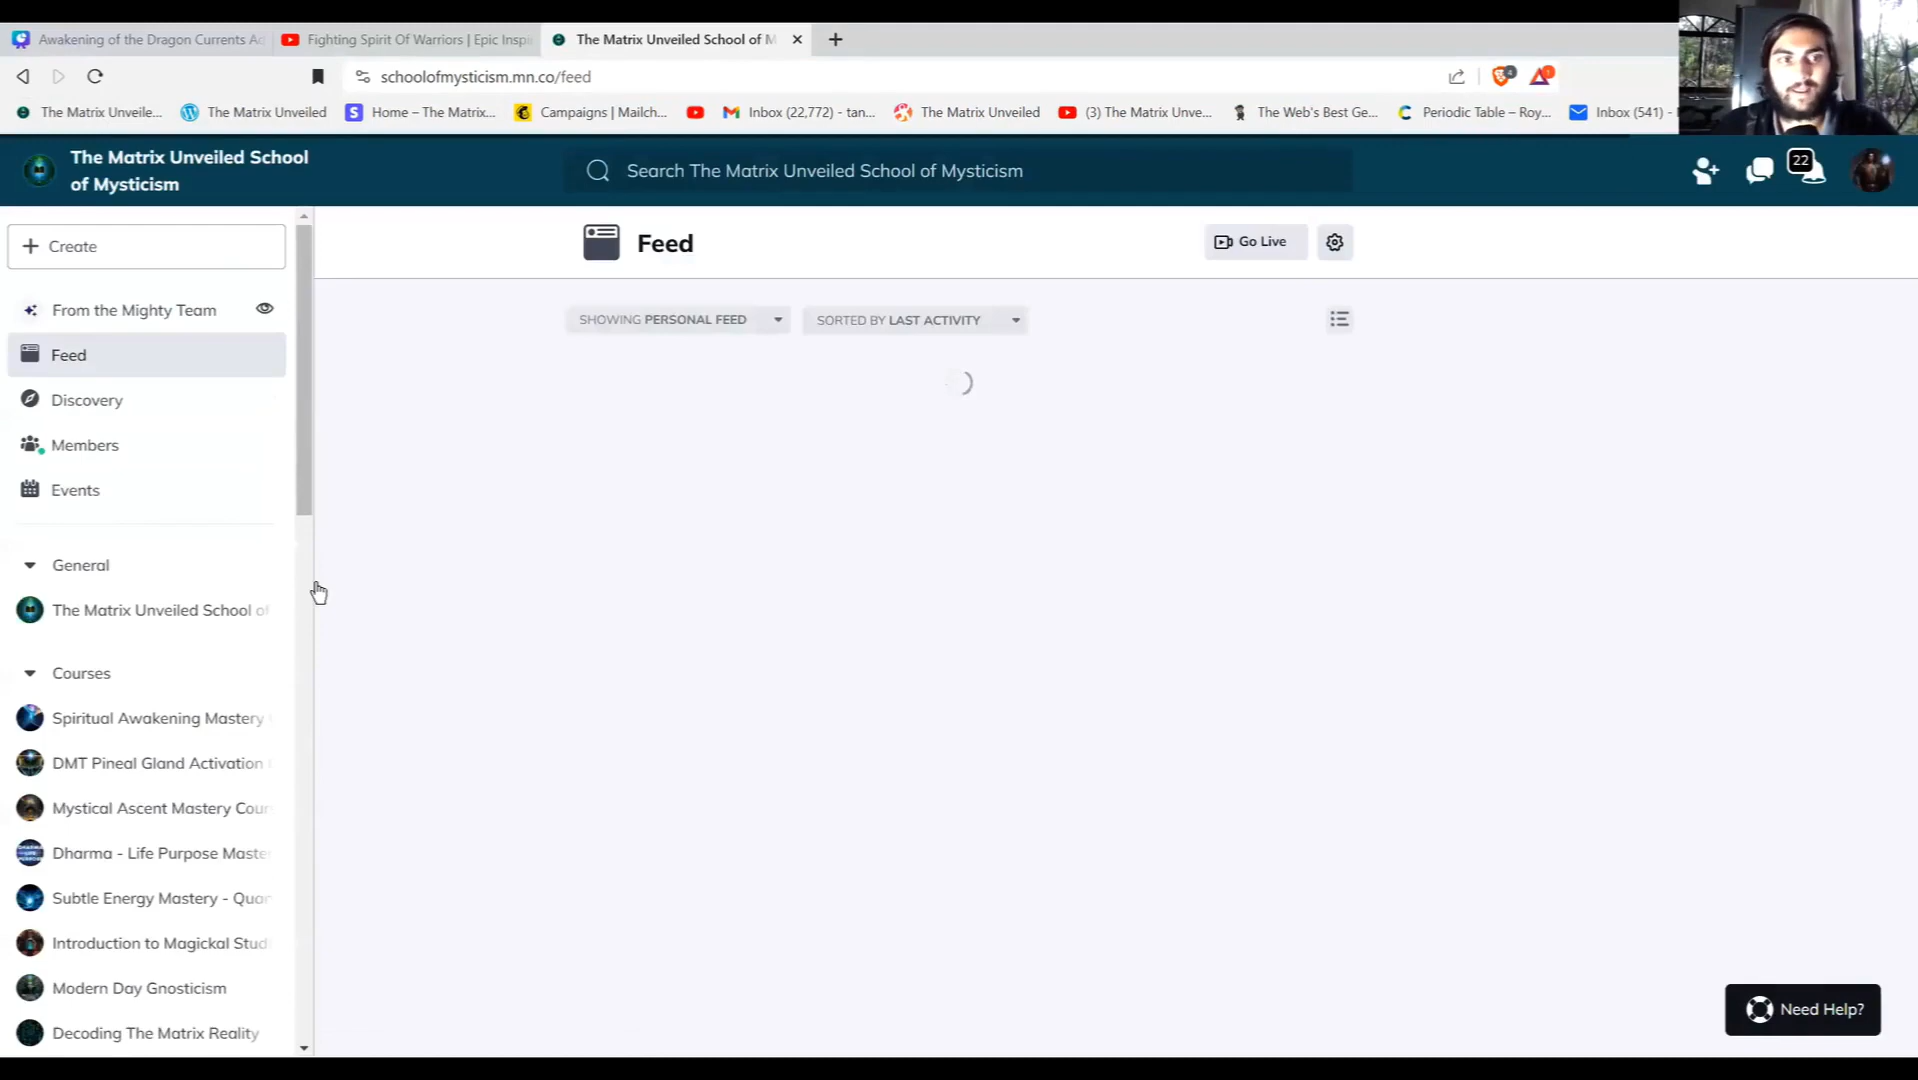 Awakening of the Dragon Currents Ac
Fighting Spirit Of Warriors | Epic Inspi
The Matrix Unveiled School of M
schoolofmysticism.mn.co/feed
4
1
The Matrix Unveile...
The Matrix Unveiled
Home – The Matrix...
Campaigns | Mailch...
Inbox (22,772) - tan...
The Matrix Unveiled
(3) The Matrix Unve...
The Web's Best Ge...
Periodic Table – Roy...
Inbox (541) -
The Matrix Unveiled School
of Mysticism
Search The Matrix Unveiled School of Mysticism
22
Create
Feed
Go Live
From the Mighty Team
SHOWING PERSONAL FEED
SORTED BY LAST ACTIVITY
Feed
Discovery
Members
Events
General
The Matrix Unveiled School of
Courses
Spiritual Awakening Mastery
DMT Pineal Gland Activation
Mystical Ascent Mastery Cour
Dharma - Life Purpose Maste
Subtle Energy Mastery - Quan
Introduction to Magickal Stud
Modern Day Gnosticism
Decoding The Matrix Reality
Need Help?